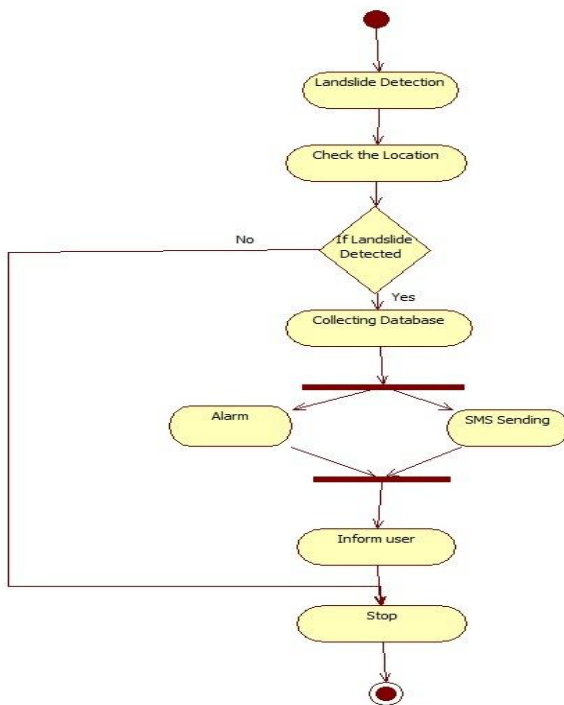 Landslide Detection
Check the Location
No
If Landslide
Detected
Yes
Collecting Database
Alarm
SMS Sending
Inform user
Stop